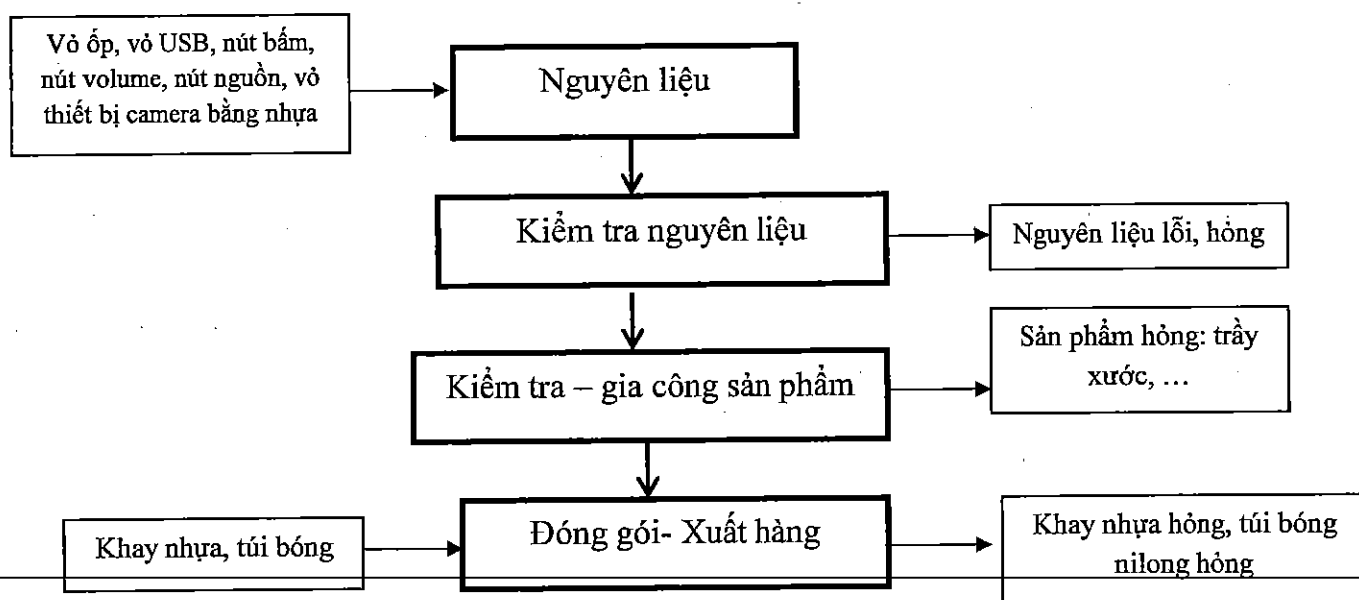 Vỏ ốp, vỏ USB, nút bấm,
nút volume, nút nguồn, vỏ
thiết bị camera bằng nhựa
Nguyên liệu
Kiểm tra nguyên liệu
Nguyên liệu lỗi, hỏng
Kiểm tra – gia công sản phẩm
Sản phẩm hỏng: trầy
xước, …
Khay nhựa, túi bóng
Đóng gói- Xuất hàng
Khay nhựa hỏng, túi bóng
nilong hỏng